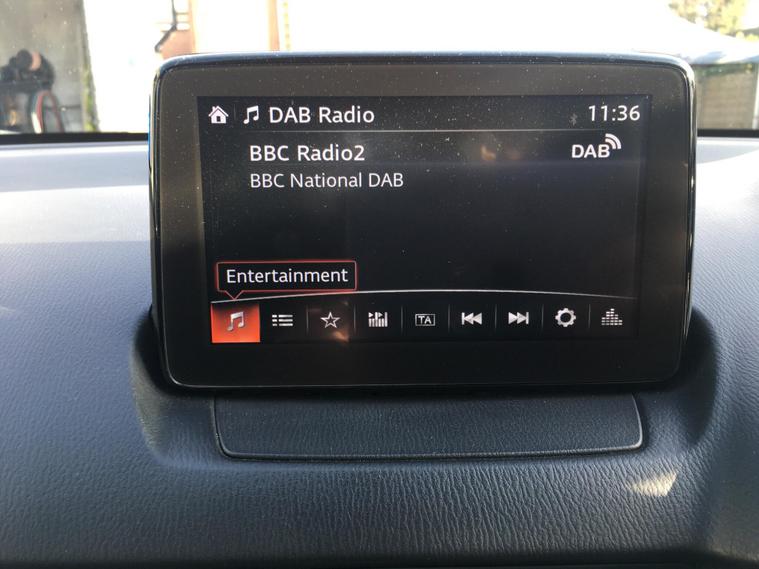 DAB Radio 11:36
BBC Radio2 DAB
BBC National DAB
Entertainment
TA